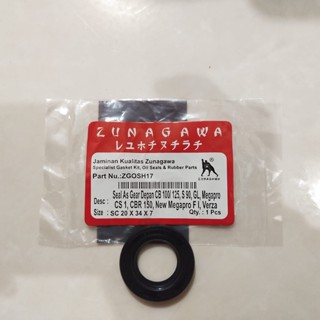 ZUNAGAWA
レユホチヌチラチ
Jaminan Kualitas Zunagawa
Specialist Gasket Kit, Oil Seals & Rubber Parts
Part No.:ZGOSH17
Desc : Seal As Gear Depan CB 100/ 125, S 90, GL, Megapro
CS 1, CBR 150, New Megapro F I, Verza
Size : SC 20 X 34 X 7 Qty. : 1 Pcs